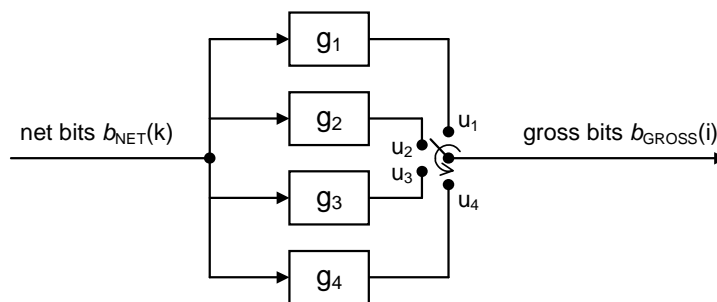 g1
g2
net bits bNET(k)
u1
u2
gross bits bGROSS(i)
u3
g3
u4
g4